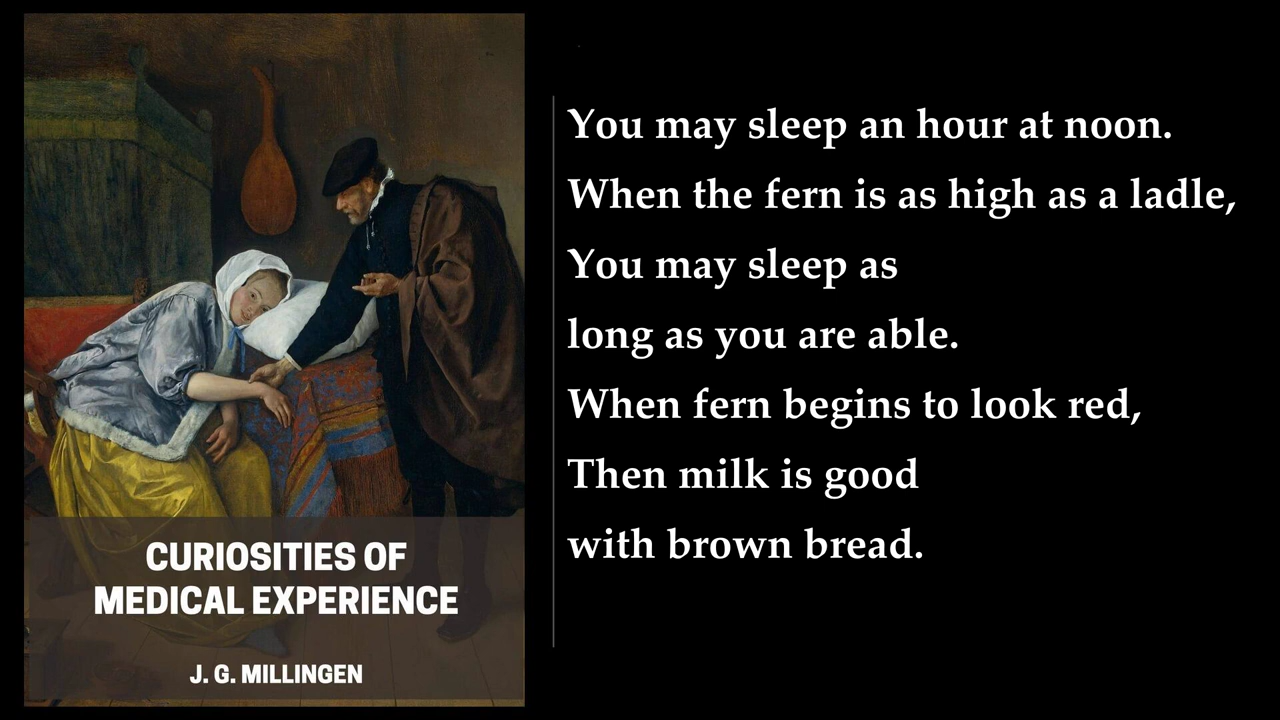 CURIOSITIES OF
MEDICAL EXPERIENCE
J. G. MILLINGEN
You may sleep an hour at noon.
When the fern is as high as a ladle,
You may sleep as
long as you are able.
When fern begins to look red,
Then milk is good
with brown bread.